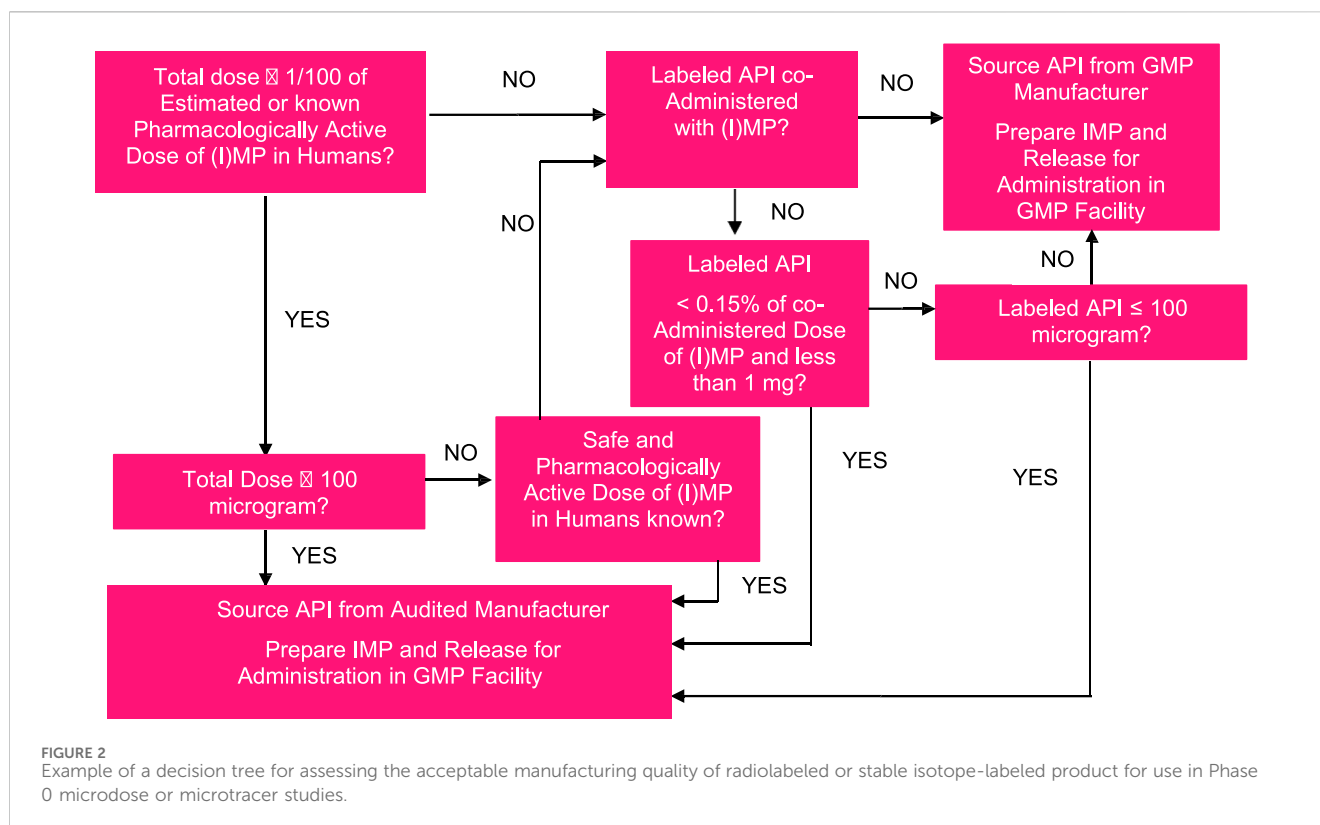 Total dose ⍰ 1/100 of
Estimated or known
Pharmacologically Active
Dose of (I)MP in Humans?
NO
Labeled API co-
Administered
with (I)MP?
NO
Source API from GMP
Manufacturer
Prepare IMP and
Release for
Administration in
GMP Facility
NO
NO
YES
Labeled API
< 0.15% of co-
Administered Dose
of (I)MP and less
than 1 mg?
NO
Labeled API ≤ 100
microgram?
NO
Total Dose ⍰ 100
microgram?
NO
Safe and
Pharmacologically
Active Dose of (I)MP
in Humans known?
YES
YES
YES
YES
Source API from Audited Manufacturer
Prepare IMP and Release for
Administration in GMP Facility
FIGURE 2
Example of a decision tree for assessing the acceptable manufacturing quality of radiolabeled or stable isotope-labeled product for use in Phase
0 microdose or microtracer studies.